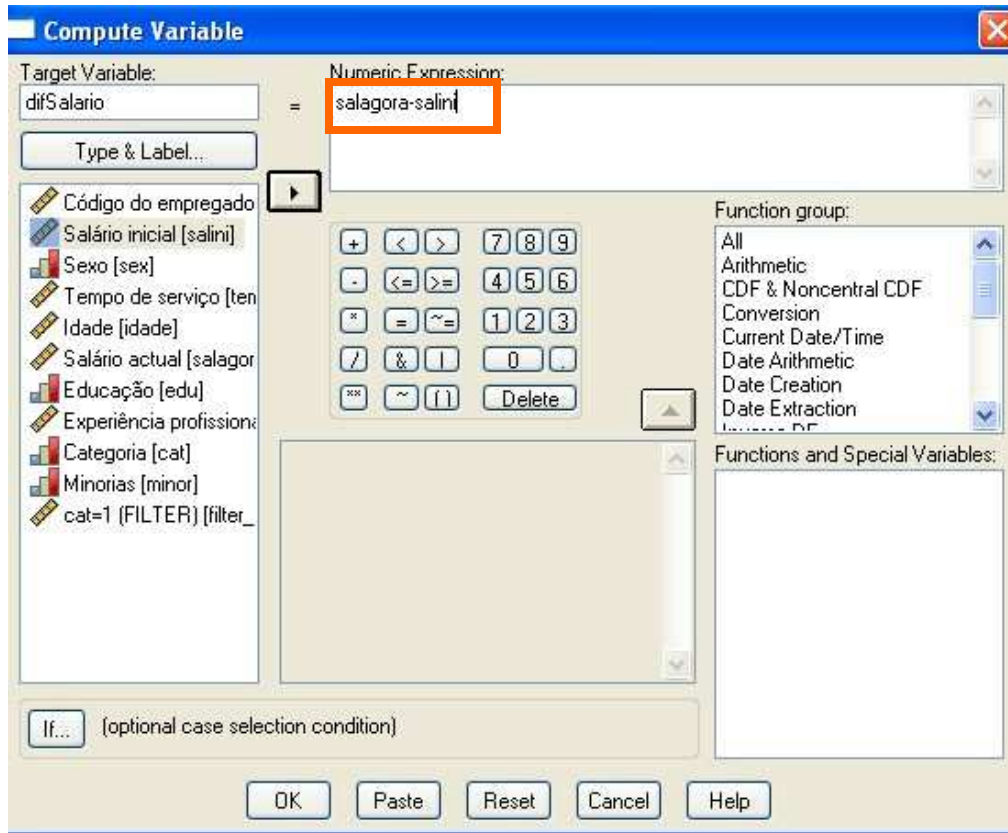 Compute Variable
Target Variable:
difSalario
=
Numeric Expression:
salagora-salini
Type & Label...
Código do empregado
Salário inicial [salini]
Sexo [sex]
Tempo de serviço [ten
Idade [idade]
Salário actual [salagor
Educação [edu]
Experiência profission
Categoria [cat]
Minorias [minor]
cat=1 (FILTER) [filter_
+ < > 7 8 9
- <= >= 4 5 6
* = ~= 1 2 3
/ & | 0 .
** ~ () Delete
Function group:
All
Arithmetic
CDF & Noncentral CDF
Conversion
Current Date/Time
Date Arithmetic
Date Creation
Date Extraction
Functions and Special Variables:
If... (optional case selection condition)
OK Paste Reset Cancel Help